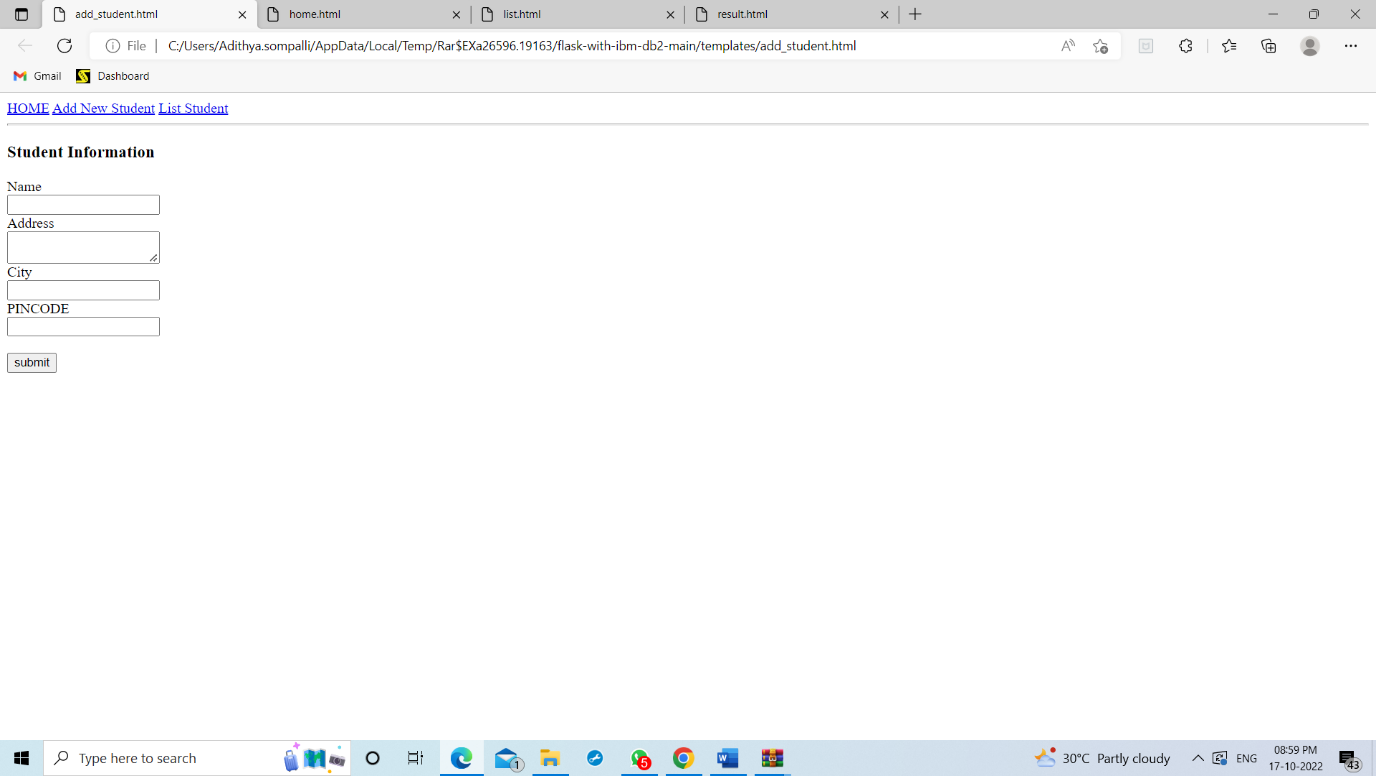 add_student.html
home.html
list.html
result.html
File
C:/Users/Adithya.sompalli/AppData/Local/Temp/Rar$EXa26596.19163/flask-with-ibm-db2-main/templates/add_student.html
Gmail Dashboard
HOME Add New Student List Student
Student Information
Name
Address
City
PINCODE
submit
Type here to search
1
5
30°C Partly cloudy
ENG
08:59 PM
17-10-2022
43